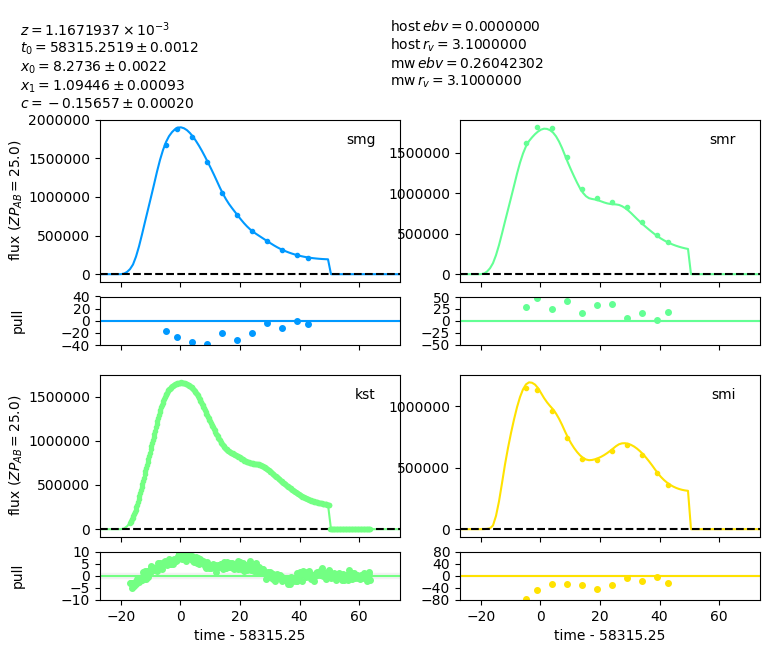 z = 1.1671937 × 10⁻³
t₀ = 58315.2519 ± 0.0012
x₀ = 8.2736 ± 0.0022
x₁ = 1.09446 ± 0.00093
c = −0.15657 ± 0.00020
host ebv = 0.0000000
host r_v = 3.1000000
mw ebv = 0.26042302
mw r_v = 3.1000000
smg
2000000
1500000
1000000
500000
0
flux (ZP_AB = 25.0)
smr
1500000
1000000
500000
0
40
20
0
−20
−40
pull
50
25
0
−25
−50
kst
1500000
1000000
500000
0
flux (ZP_AB = 25.0)
smi
1000000
500000
0
10
5
0
−5
−10
pull
−20 0 20 40 60
time - 58315.25
80
40
0
−40
−80
−20 0 20 40 60
time - 58315.25